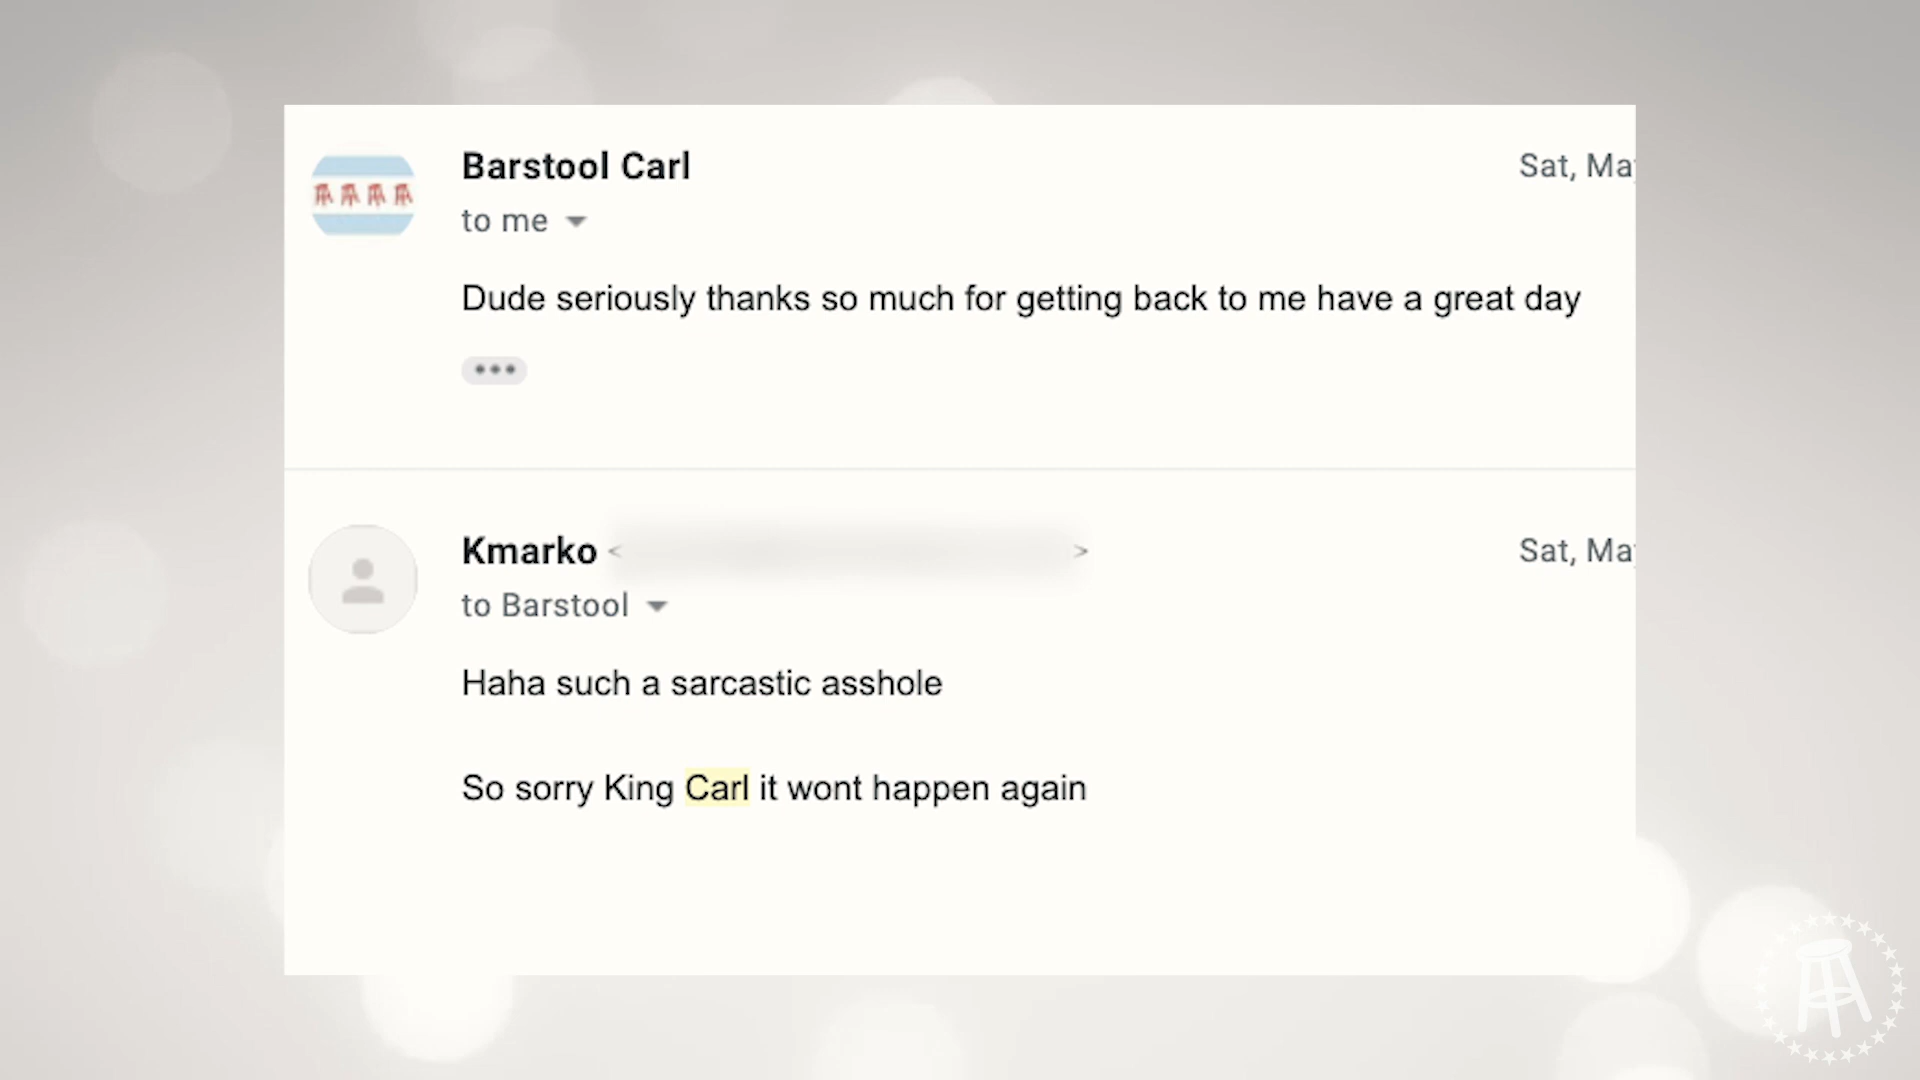 Barstool Carl
Sat, Ma
to me
Dude seriously thanks so much for getting back to me have a great day
Kmarko < >
Sat, Ma
to Barstool
Haha such a sarcastic asshole
So sorry King Carl it wont happen again